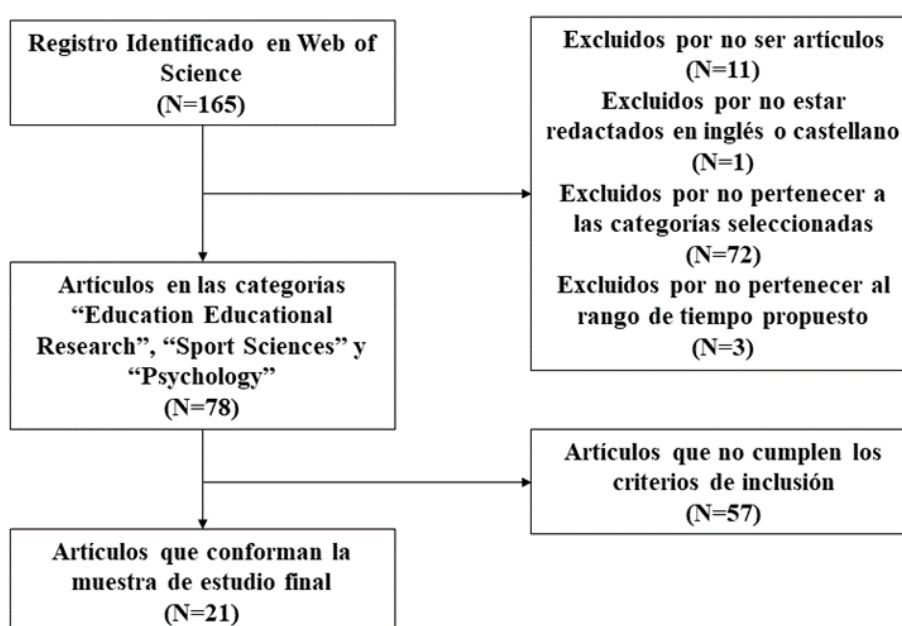 Registro Identificado en Web of
Science
(N=165)
Excluidos por no ser artículos
(N=11)
Excluidos por no estar
redactados en inglés o castellano
(N=1)
Excluidos por no pertenecer a
las categorías seleccionadas
(N=72)
Excluidos por no pertenecer al
rango de tiempo propuesto
(N=3)
Artículos en las categorías
“Education Educational
Research”, “Sport Sciences” y
“Psychology”
(N=78)
Artículos que no cumplen los
criterios de inclusión
(N=57)
Artículos que conforman la
muestra de estudio final
(N=21)